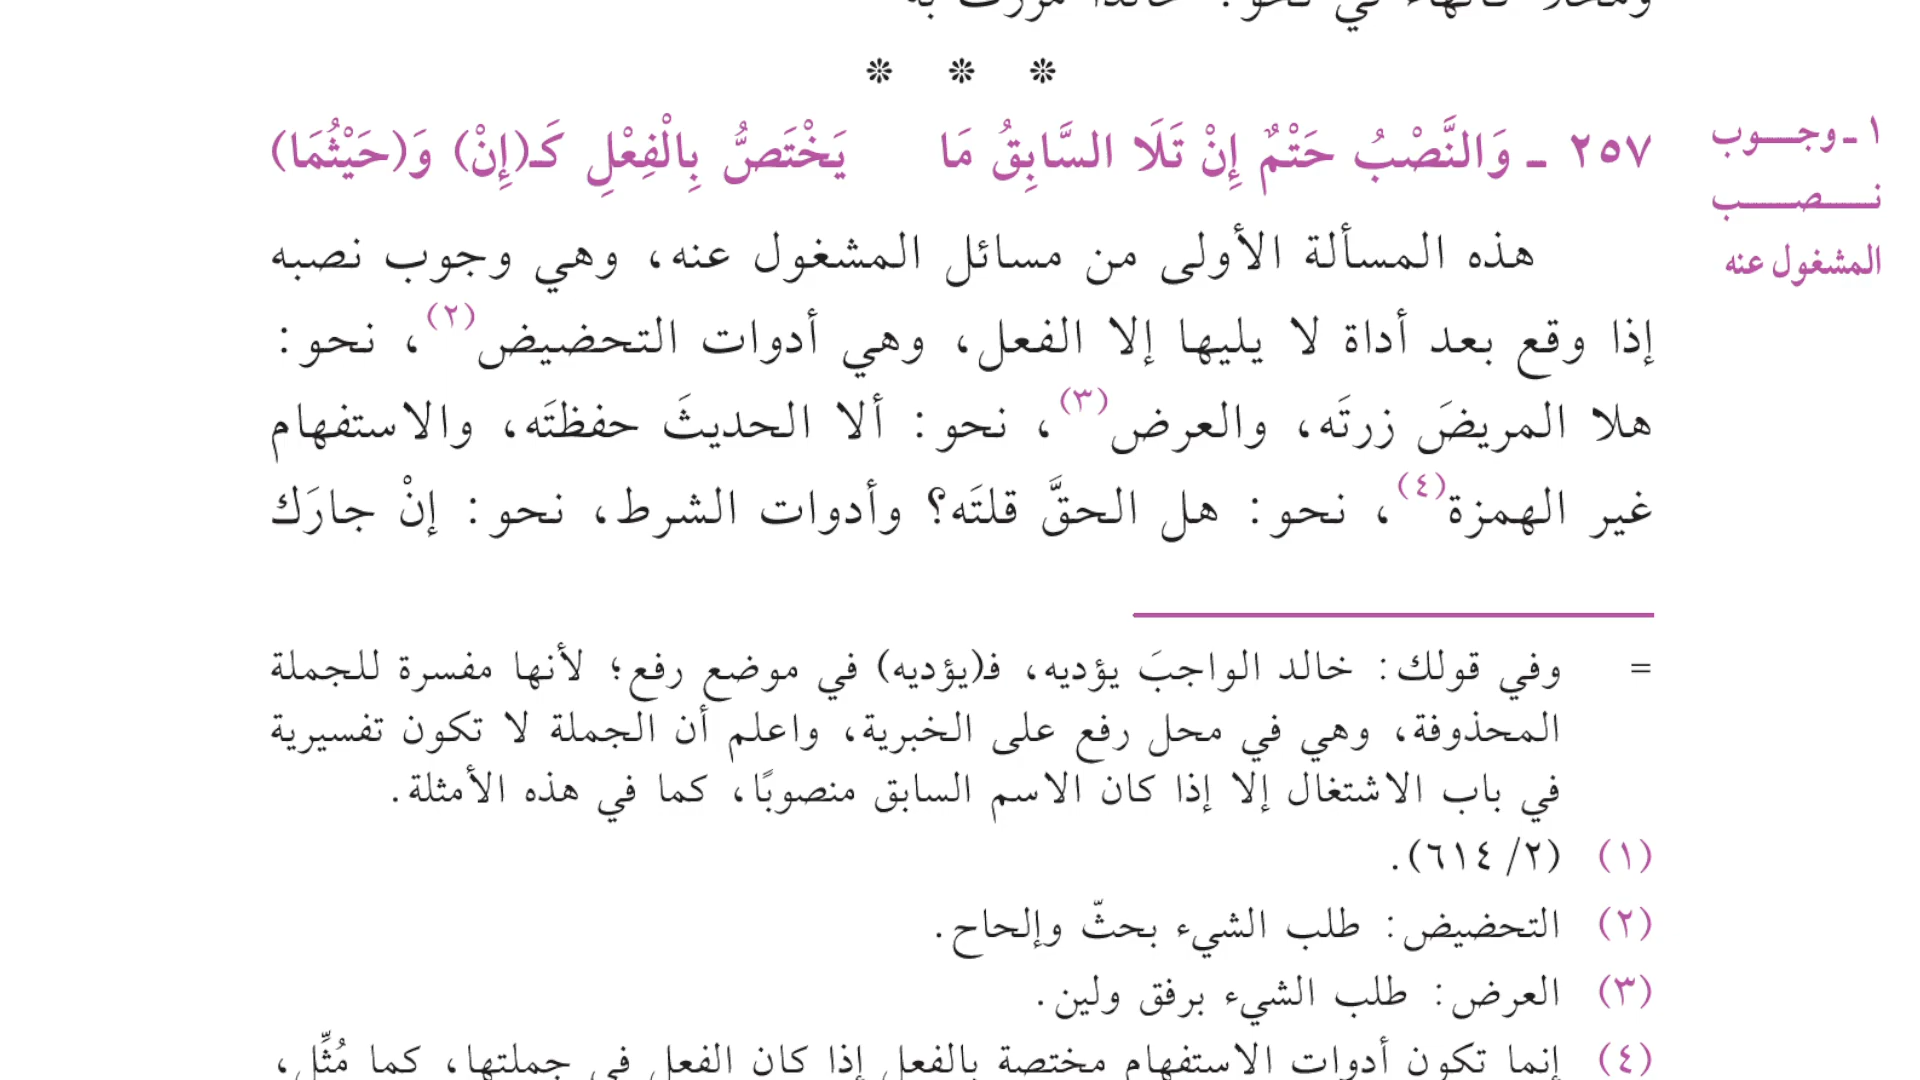 * * *
٢٥٧ ـ وَالنَّصْبُ حَتْمٌ إِنْ تَلَا السَّابِقُ مَا يَخْتَصُّ بِالْفِعْلِ كَـ(إِنْ) وَ(حَيْثُمَا)
١ ـ وجـــوب
نــــصــــب
المشغول عنه
هذه المسألة الأولى من مسائل المشغول عنه، وهي وجوب نصبه
إذا وقع بعد أداة لا يليها إلا الفعل، وهي أدوات التحضيض(٢)، نحو:
هلا المريضَ زرتَه، والعرض(٣)، نحو: ألا الحديثَ حفظتَه، والاستفهام
غير الهمزة(٤)، نحو: هل الحقَّ قلتَه؟ وأدوات الشرط، نحو: إنْ جارَك
= وفي قولك: خالد الواجبَ يؤديه، فـ(يؤديه) في موضع رفع؛ لأنها مفسرة للجملة
المحذوفة، وهي في محل رفع على الخبرية، واعلم أن الجملة لا تكون تفسيرية
في باب الاشتغال إلا إذا كان الاسم السابق منصوبًا، كما في هذه الأمثلة.
(١) (٢/ ٦١٤).
(٢) التحضيض: طلب الشيء بحثّ وإلحاح.
(٣) العرض: طلب الشيء برفق ولين.
(٤) إنما تكون أدوات الاستفهام مختصة بالفعل إذا كان الفعل في جملتها، كما مُثِّل،